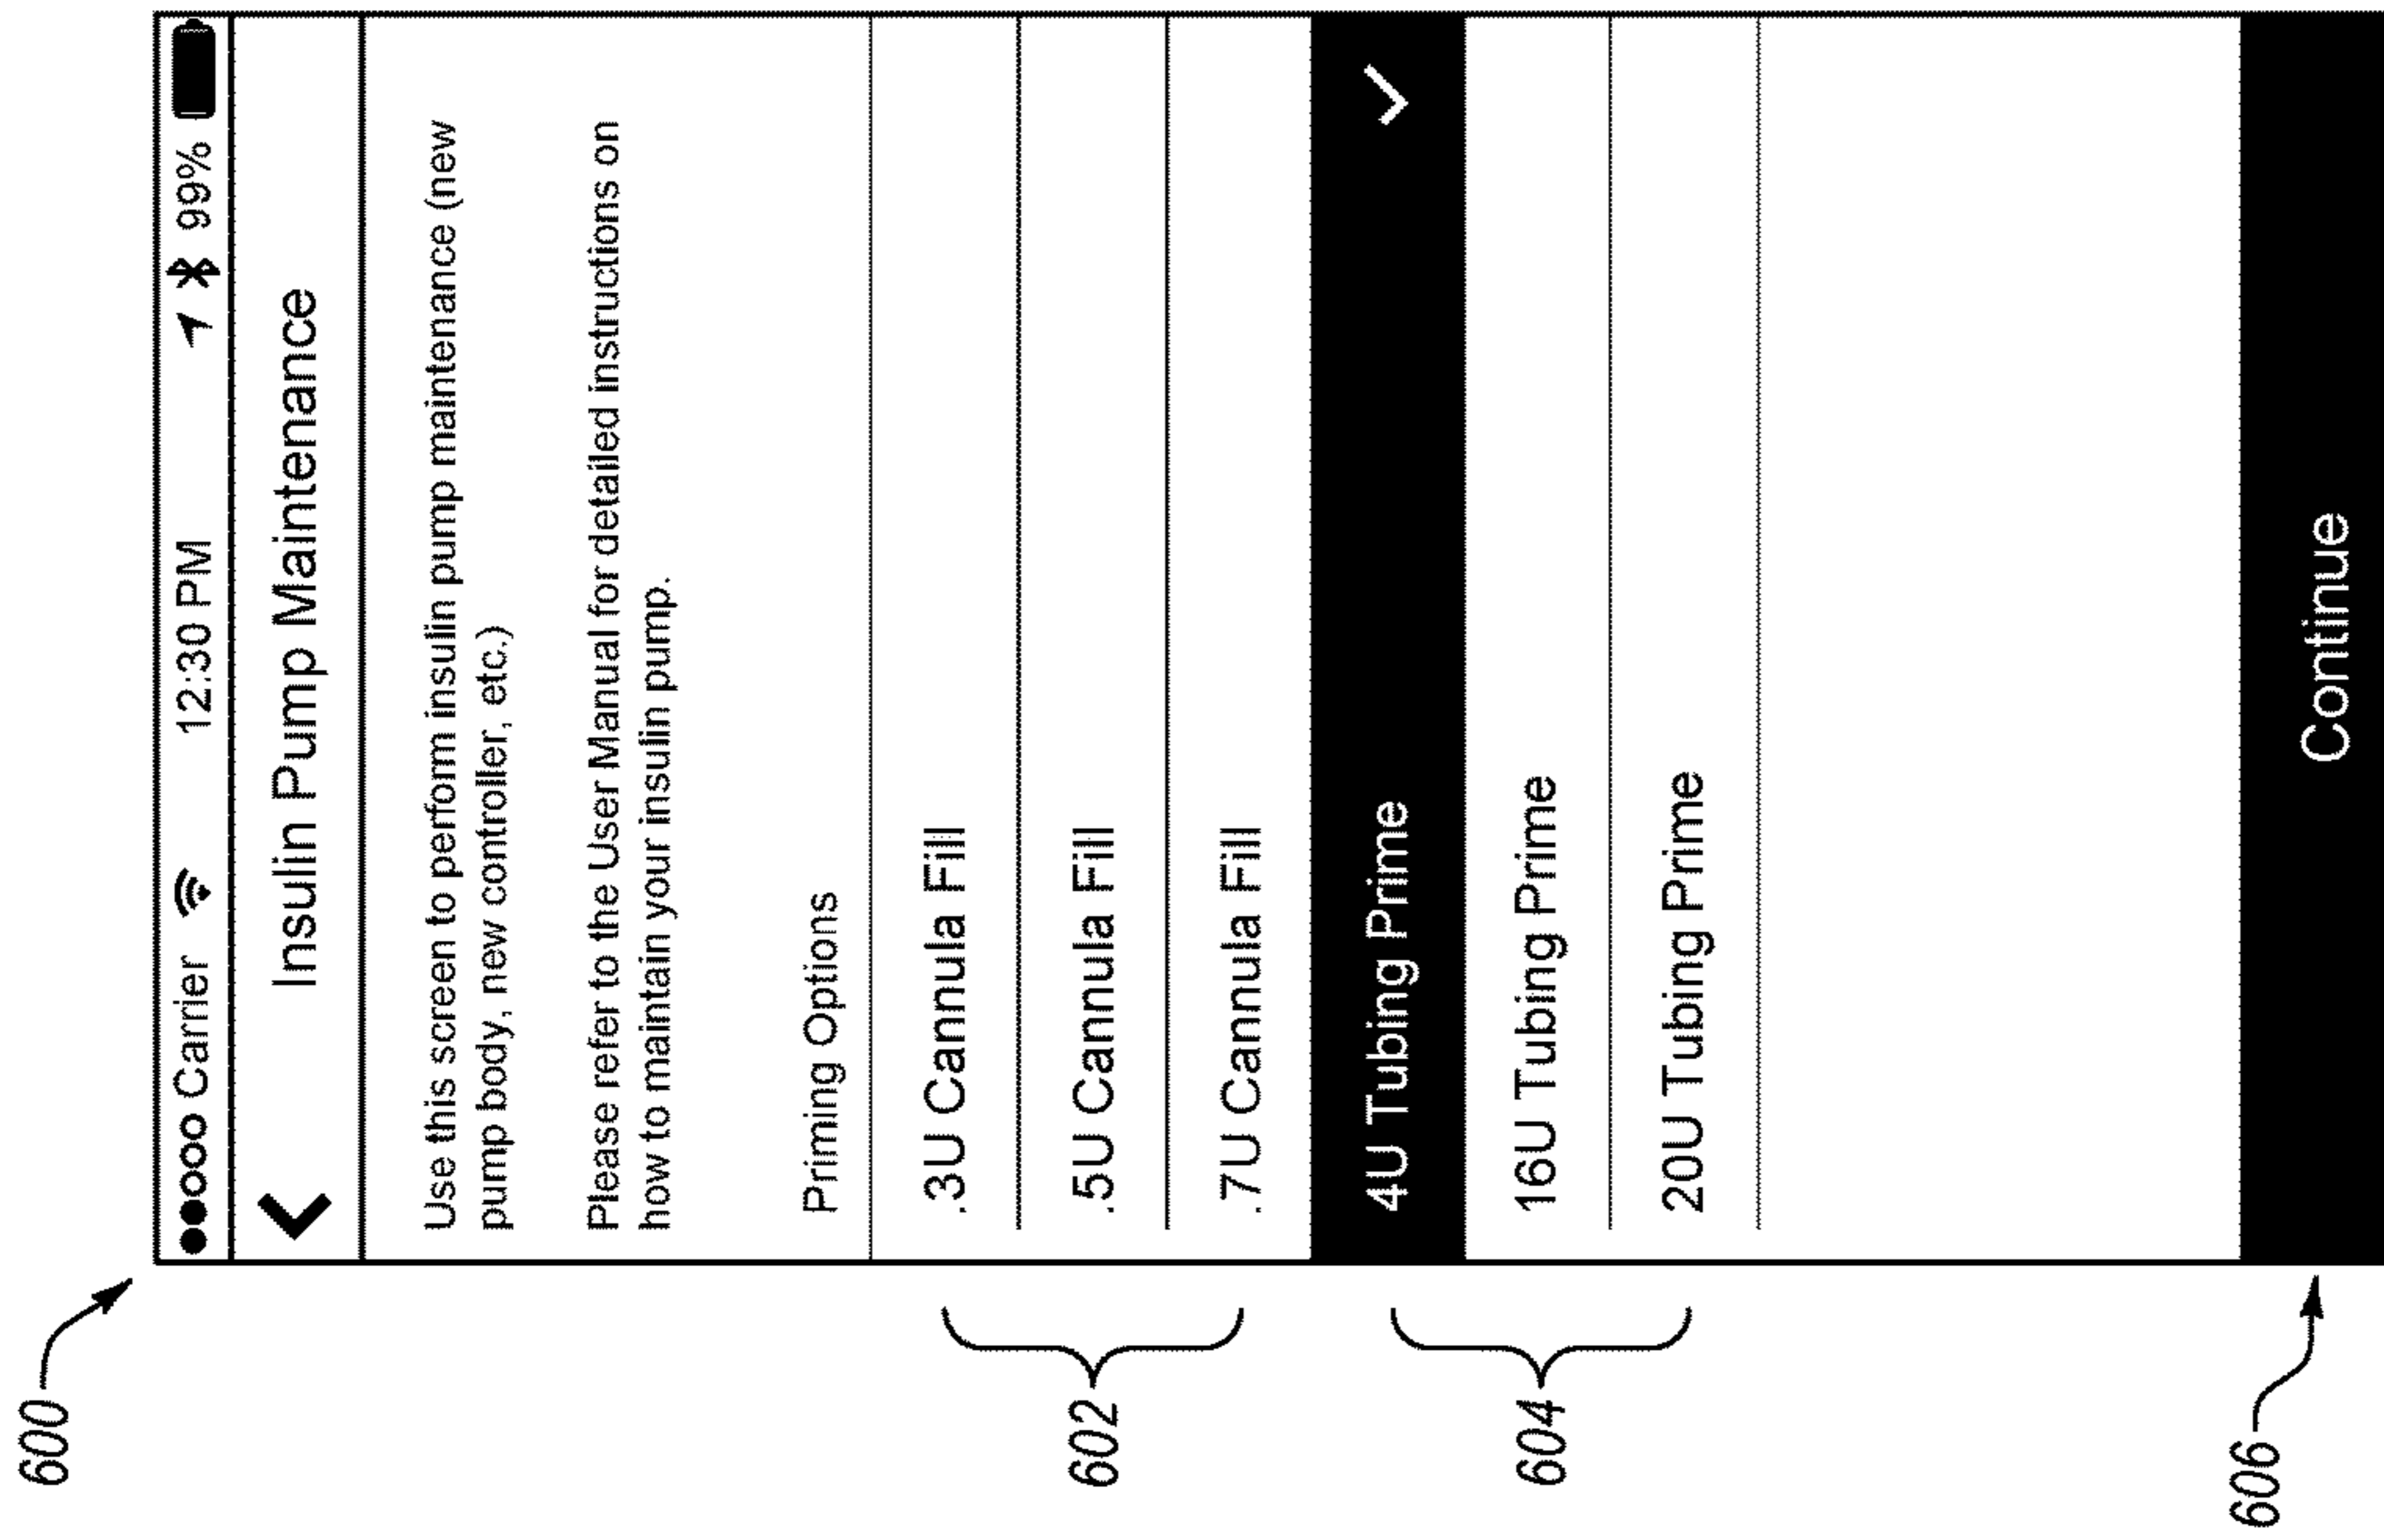 600
Carrier 12:30 PM 99%
Insulin Pump Maintenance
Use this screen to perform insulin pump maintenance (new
pump body, new controller, etc.)
Please refer to the User Manual for detailed instructions on
how to maintain your insulin pump.
Priming Options
.3U Cannula Fill
602
.5U Cannula Fill
.7U Cannula Fill
4U Tubing Prime
604
16U Tubing Prime
20U Tubing Prime
606
Continue